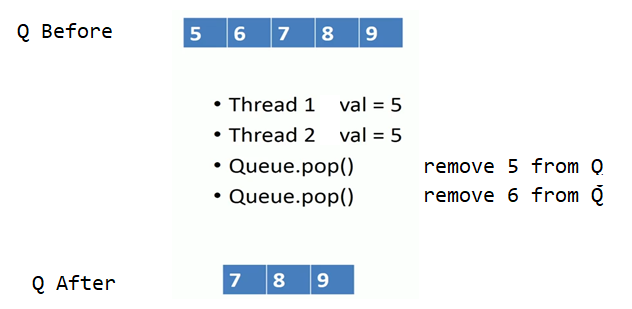 Q Before 5 6 7 8 9
• Thread 1 val = 5
• Thread 2 val = 5
• Queue.pop() remove 5 from Q
• Queue.pop() remove 6 from Q
Q After 7 8 9